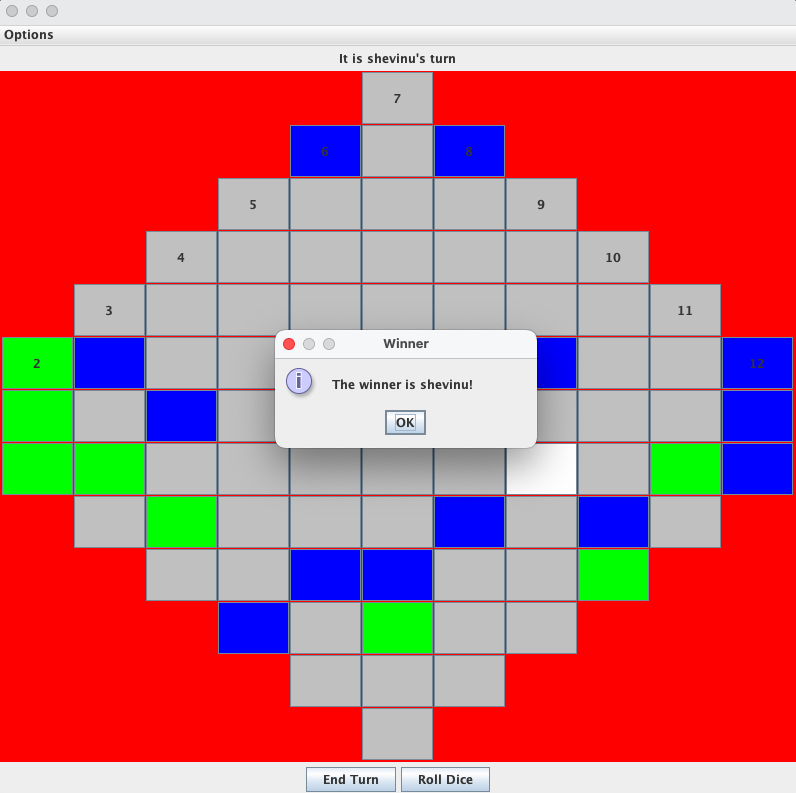 Options
It is shevinu's turn
7
6 8
5 9
4 10
3 11
Winner
2 12
The winner is shevinu!
OK
End Turn Roll Dice